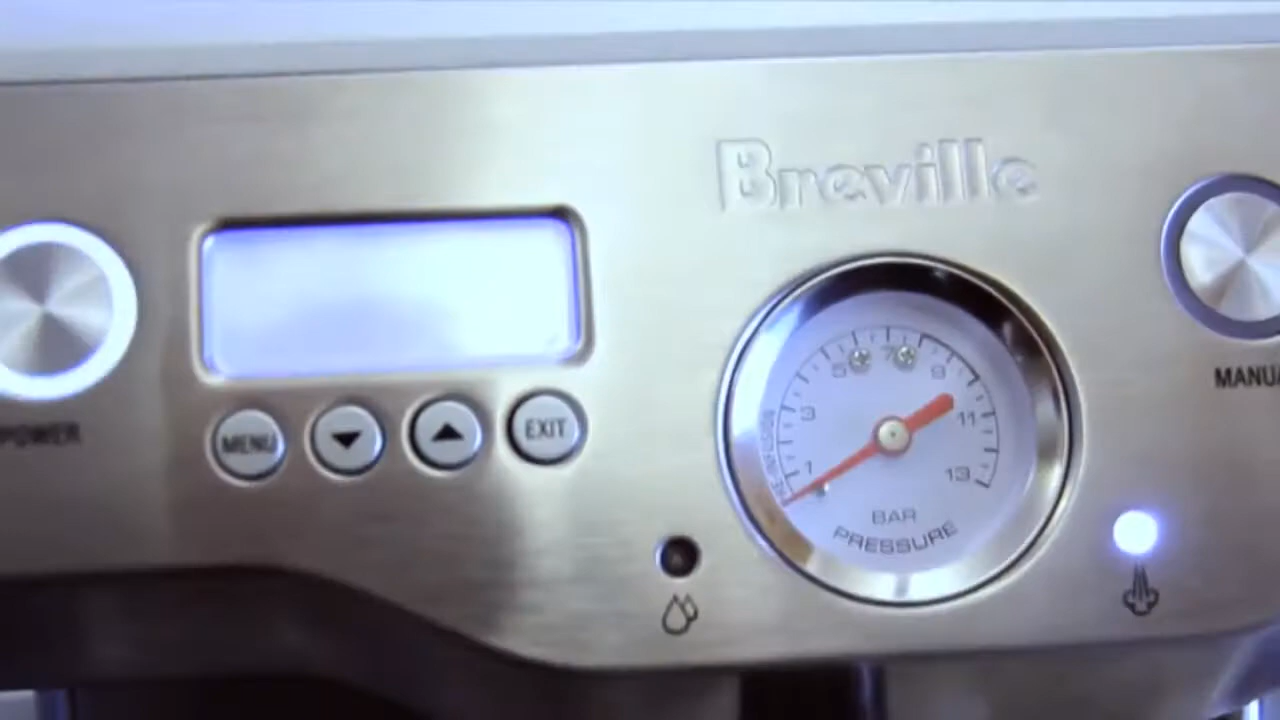 Breville
POWER
MENU
EXIT
MANUA
1
3
5
7
9
11
13
BAR
PRESSURE